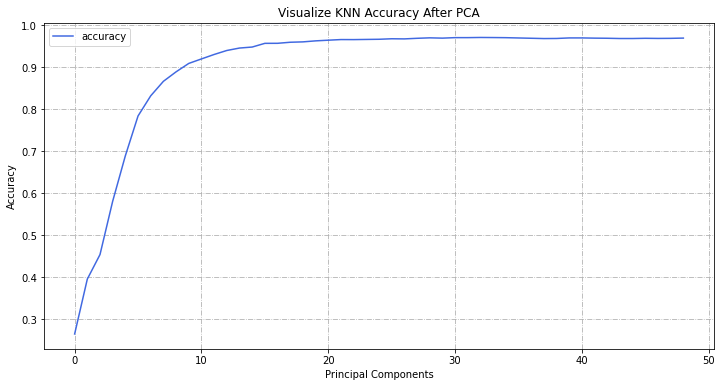 Visualize KNN Accuracy After PCA
accuracy
1.0
0.9
0.8
0.7
0.6
0.5
0.4
0.3
Accuracy
0 10 20 30 40 50
Principal Components